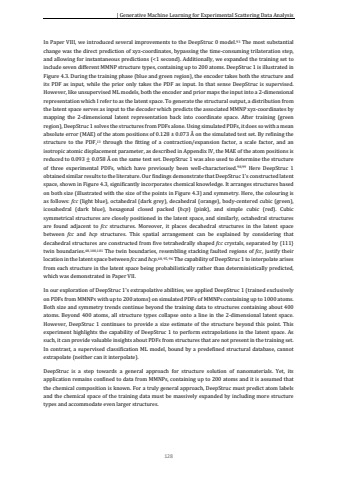 | Generative Machine Learning for Experimental Scattering Data Analysis
In Paper VIII, we introduced several improvements to the DeepStruc 0 model. The most substantial
change was the direct prediction of xyz-coordinates, bypassing the time-consuming trilateration step,
and allowing for instantaneous predictions (<1 second). Additionally, we expanded the training set to
include seven different MMNP structure types, containing up to 200 atoms. DeepStruc 1 is illustrated in
Figure 4.3. During the training phase (blue and green region), the encoder takes both the structure and
its PDF as input, while the prior only takes the PDF as input. In that sense DeepStruc is supervised.
However, like unsupervised ML models, both the encoder and prior maps the input into a 2-dimensional
representation which I refer to as the latent space. To generate the structural output, a distribution from
the latent space serves as input to the decoder which predicts the associated MMNP xyz-coordinates by
mapping the 2-dimensional latent representation back into coordinate space. After training (green
region), DeepStruc 1 solves the structures from PDFs alone. Using simulated PDFs, it does so with a mean
absolute error (MAE) of the atom positions of 0.128 ± 0.073 Å on the simulated test set. By refining the
structure to the PDF, through the fitting of a contraction/expansion factor, a scale factor, and an
isotropic atomic displacement parameter, as described in Appendix IV, the MAE of the atom positions is
reduced to 0.093 ± 0.058 Å on the same test set. DeepStruc 1 was also used to determine the structure
of three experimental PDFs, which have previously been well-characterised. Here DeepStruc 1
obtained similar results to the literature. Our findings demonstrate that DeepStruc 1's constructed latent
space, shown in Figure 4.3, significantly incorporates chemical knowledge. It arranges structures based
on both size (illustrated with the size of the points in Figure 4.3) and symmetry. Here, the colouring is
as follows: fcc (light blue), octahedral (dark grey), decahedral (orange), body-centered cubic (green),
icosahedral (dark blue), hexagonal closed packed (hcp) (pink), and simple cubic (red). Cubic
symmetrical structures are closely positioned in the latent space, and similarly, octahedral structures
are found adjacent to fcc structures. Moreover, it places decahedral structures in the latent space
between fcc and hcp structures. This spatial arrangement can be explained by considering that
decahedral structures are constructed from five tetrahedrally shaped fcc crystals, separated by {111}
twin boundaries. The twin boundaries, resembling stacking faulted regions of fcc, justify their
location in the latent space between fcc and hcp. The capability of DeepStruc 1 to interpolate arises
from each structure in the latent space being probabilistically rather than deterministically predicted,
which was demonstrated in Paper VII.
In our exploration of DeepStruc 1's extrapolative abilities, we applied DeepStruc 1 (trained exclusively
on PDFs from MMNPs with up to 200 atoms) on simulated PDFs of MMNPs containing up to 1000 atoms.
Both size and symmetry trends continue beyond the training data to structures containing about 400
atoms. Beyond 400 atoms, all structure types collapse onto a line in the 2-dimensional latent space.
However, DeepStruc 1 continues to provide a size estimate of the structure beyond this point. This
experiment highlights the capability of DeepStruc 1 to perform extrapolations in the latent space. As
such, it can provide valuable insights about PDFs from structures that are not present in the training set.
In contrast, a supervised classification ML model, bound by a predefined structural database, cannot
extrapolate (neither can it interpolate).
DeepStruc is a step towards a general approach for structure solution of nanomaterials. Yet, its
application remains confined to data from MMNPs, containing up to 200 atoms and it is assumed that
the chemical composition is known. For a truly general approach, DeepStruc must predict atom labels
and the chemical space of the training data must be massively expanded by including more structure
types and accommodate even larger structures.
128